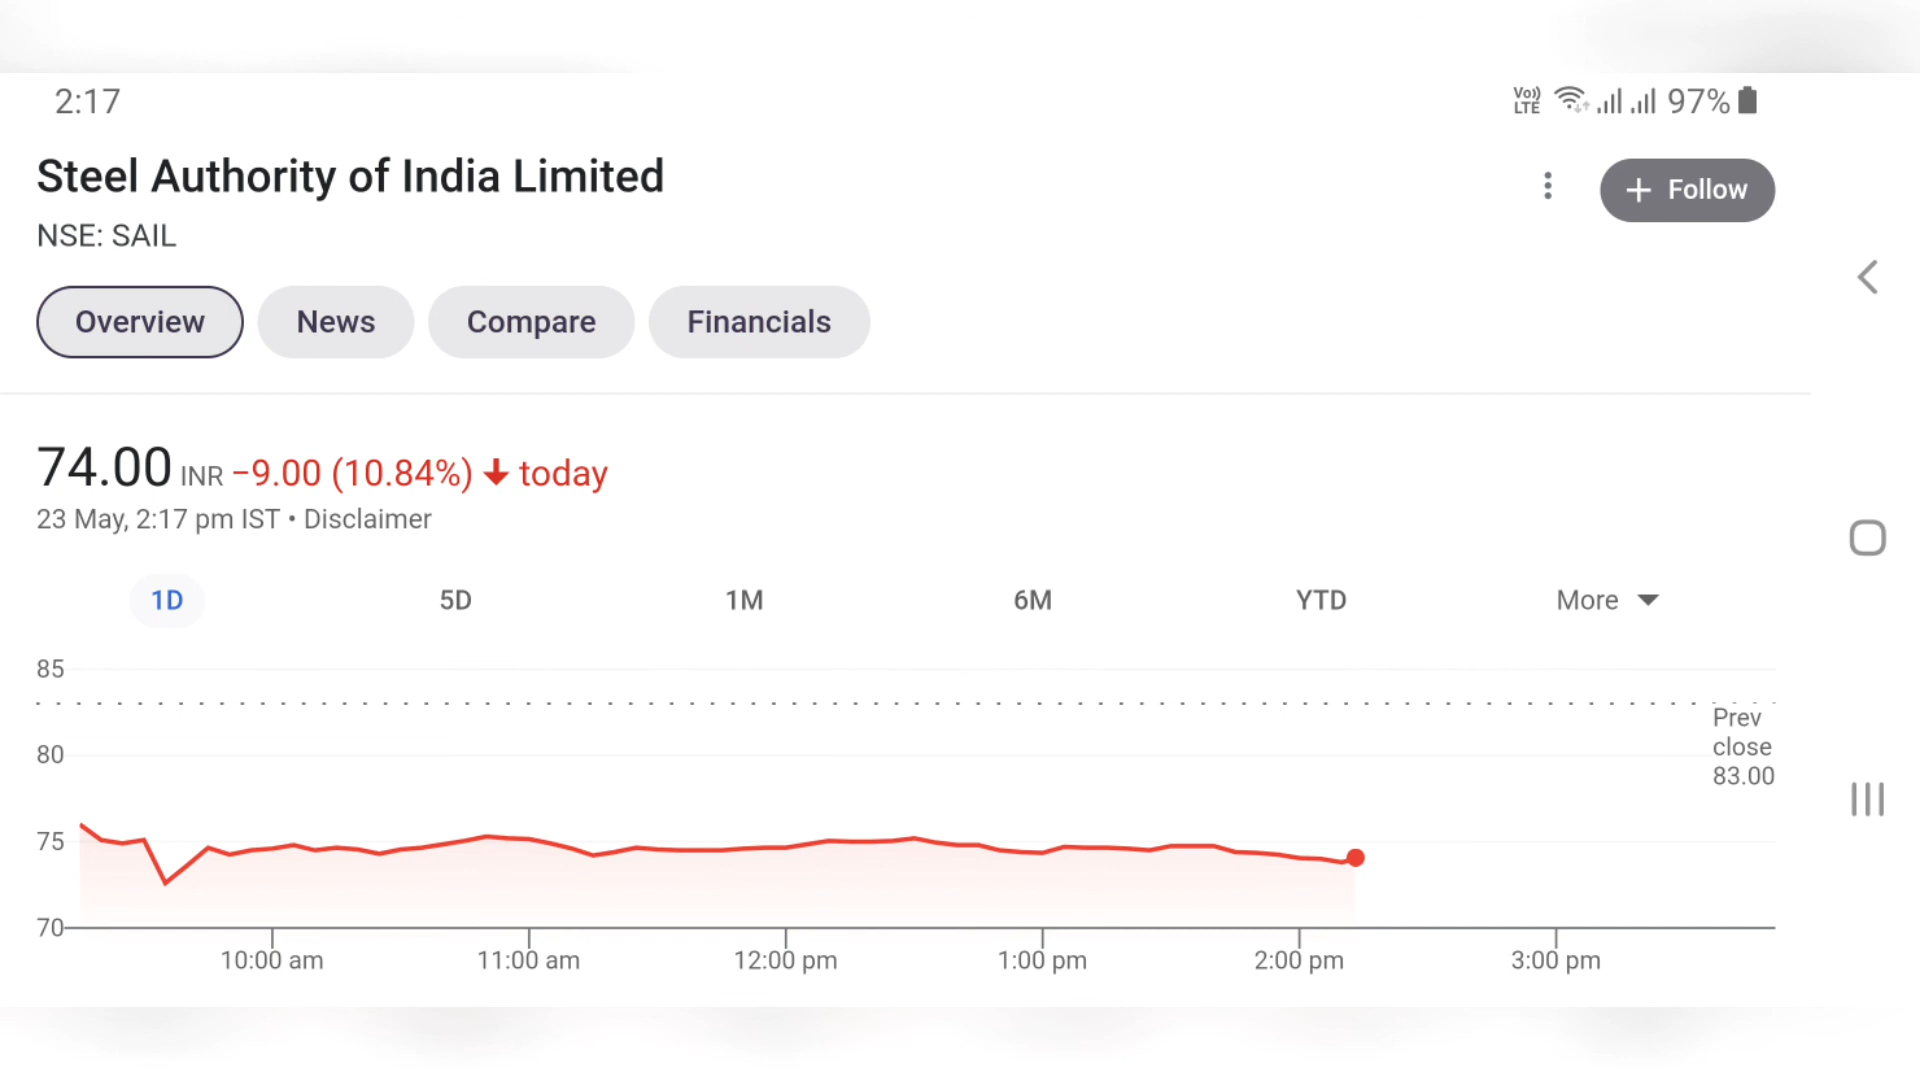 2:17
Vo)) LTE 97%
Steel Authority of India Limited
+ Follow
NSE: SAIL
Overview News Compare Financials
74.00 INR −9.00 (10.84%) ↓ today
23 May, 2:17 pm IST • Disclaimer
1D 5D 1M 6M YTD More
85
Prev
close
83.00
80
75
70
10:00 am 11:00 am 12:00 pm 1:00 pm 2:00 pm 3:00 pm